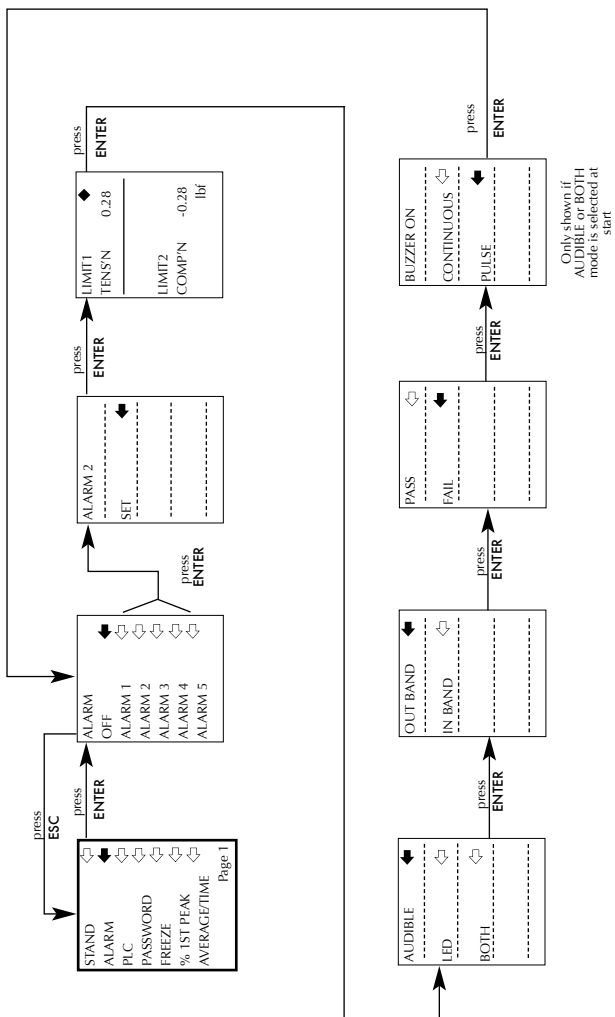 STAND
ALARM
PLC
PASSWORD
FREEZE
% 1ST PEAK
AVERAGE/TIME
Page 1
press
ESC
press
ENTER
ALARM
OFF
ALARM 1
ALARM 2
ALARM 3
ALARM 4
ALARM 5
press
ENTER
ALARM 2
SET
press
ENTER
LIMIT1
TENS'N 0.28
LIMIT2
COMP'N -0.28
lbf
press
ENTER
AUDIBLE
LED
BOTH
press
ENTER
OUT BAND
IN BAND
press
ENTER
PASS
FAIL
press
ENTER
BUZZER ON
CONTINUOUS
PULSE
press
ENTER
Only shown if
AUDIBLE or BOTH
mode is selected at
start